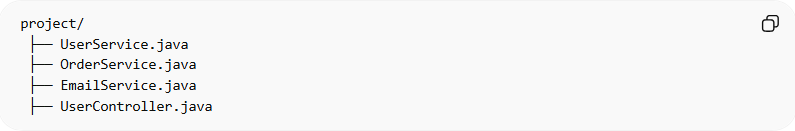 project/
├── UserService.java
├── OrderService.java
├── EmailService.java
├── UserController.java